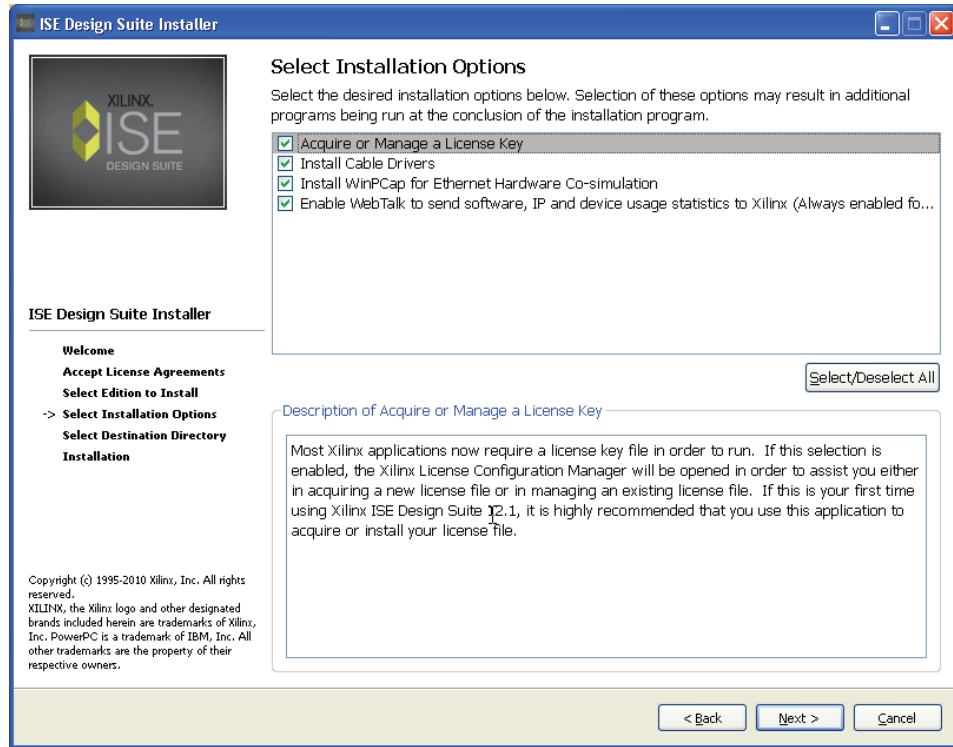 ISE Design Suite Installer
XILINX.
ISE
DESIGN SUITE
Select Installation Options
Select the desired installation options below. Selection of these options may result in additional
programs being run at the conclusion of the installation program.
Acquire or Manage a License Key
Install Cable Drivers
Install WinPCap for Ethernet Hardware Co-simulation
Enable WebTalk to send software, IP and device usage statistics to Xilinx (Always enabled fo...
Select/Deselect All
ISE Design Suite Installer
Welcome
Accept License Agreements
Select Edition to Install
-> Select Installation Options
Select Destination Directory
Installation
Description of Acquire or Manage a License Key
Most Xilinx applications now require a license key file in order to run. If this selection is
enabled, the Xilinx License Configuration Manager will be opened in order to assist you either
in acquiring a new license file or in managing an existing license file. If this is your first time
using Xilinx ISE Design Suite 12.1, it is highly recommended that you use this application to
acquire or install your license file.
Copyright (c) 1995-2010 Xilinx, Inc. All rights
reserved.
XILINX, the Xilinx logo and other designated
brands included herein are trademarks of Xilinx,
Inc. PowerPC is a trademark of IBM, Inc. All
other trademarks are the property of their
respective owners.
< Back
Next >
Cancel